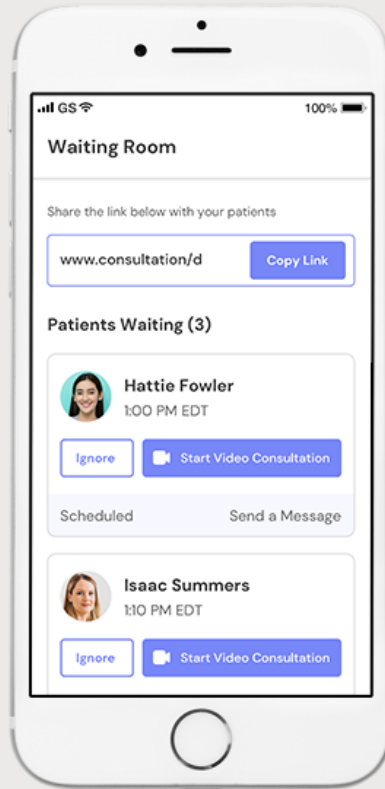 GS 100%
Waiting Room
Share the link below with your patients
www.consultation/d Copy Link
Patients Waiting (3)
Hattie Fowler
1:00 PM EDT
Ignore Start Video Consultation
Scheduled Send a Message
Isaac Summers
1:10 PM EDT
Ignore Start Video Consultation